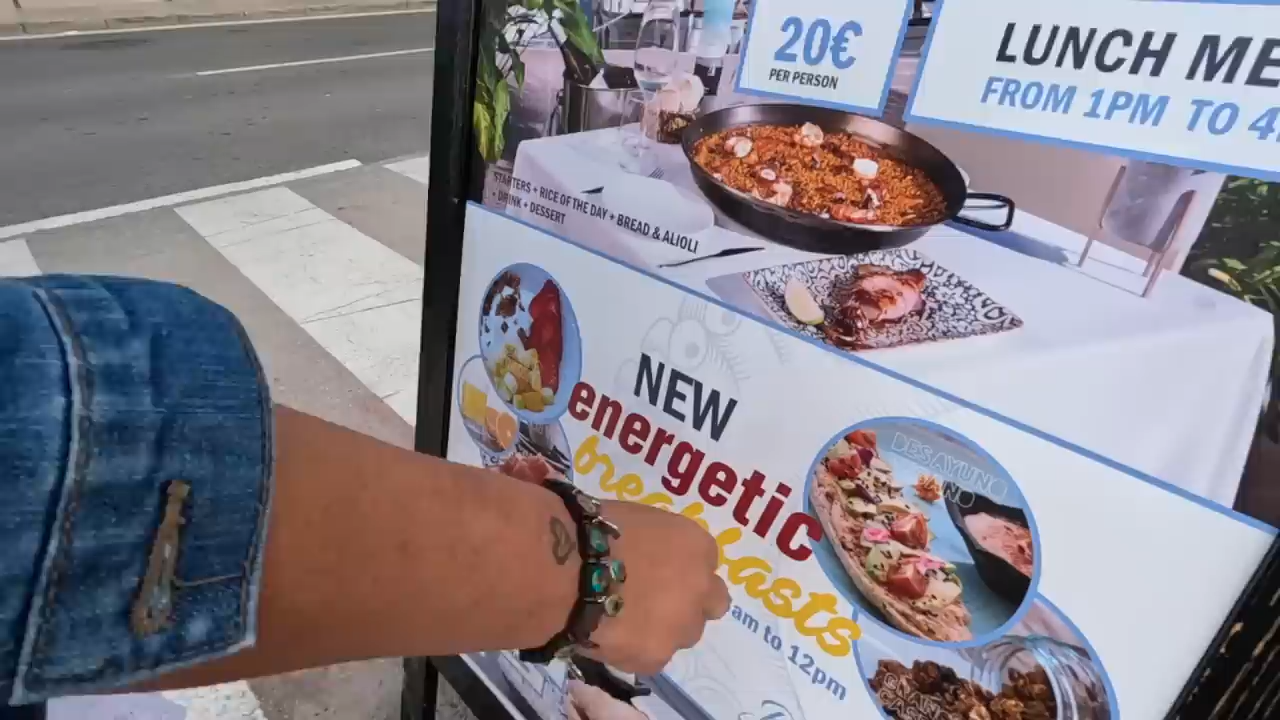 20€
PER PERSON
LUNCH ME
FROM 1PM TO 4
STARTERS + RICE OF THE DAY + BREAD & ALIOLI
+ DRINK + DESSERT
NEW
energetic
breakfasts
am to 12pm
DESAYUNO